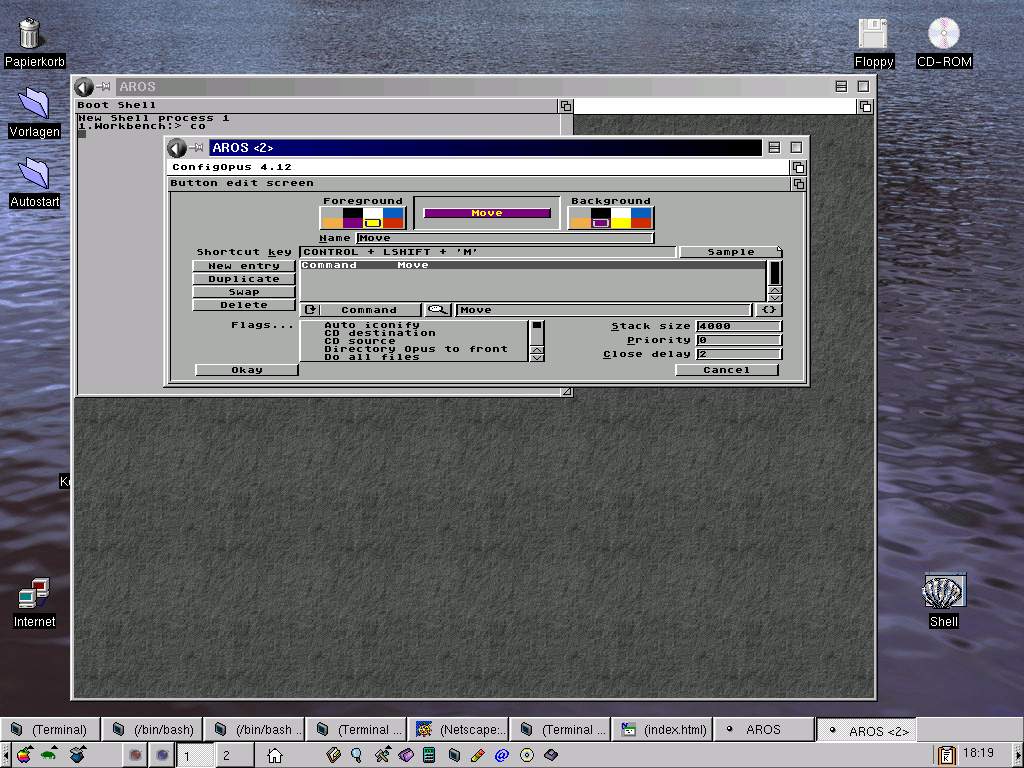 Papierkorb
Floppy
CD-ROM
Vorlagen
Autostart
AROS
Boot Shell
New Shell process 1
1.Workbench:> co
AROS <2>
ConfigOpus 4.12
Button edit screen
Foreground
Move
Background
Name Move
Shortcut key CONTROL + LSHIFT + 'M' Sample
New entry
Duplicate
Swap
Delete
Command Move
Command Move {}
Flags...
Auto iconify
CD destination
CD source
Directory Opus to front
Do all files
Stack size 4000
Priority 0
Close delay 2
Okay
Cancel
Internet
Shell
(Terminal) (/bin/bash) (/bin/bash .. (Terminal ... (Netscape:.. (Terminal ... (index.html) AROS AROS <2>
1 2 18:19